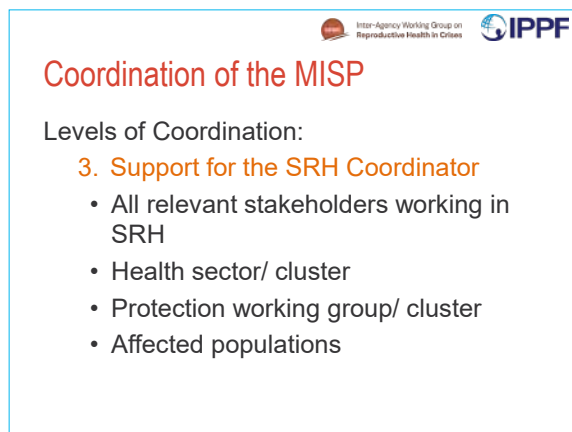 Inter-Agency Working Group on
Reproductive Health in Crises
IPPF
Coordination of the MISP
Levels of Coordination:
3. Support for the SRH Coordinator
• All relevant stakeholders working in
SRH
• Health sector/ cluster
• Protection working group/ cluster
• Affected populations